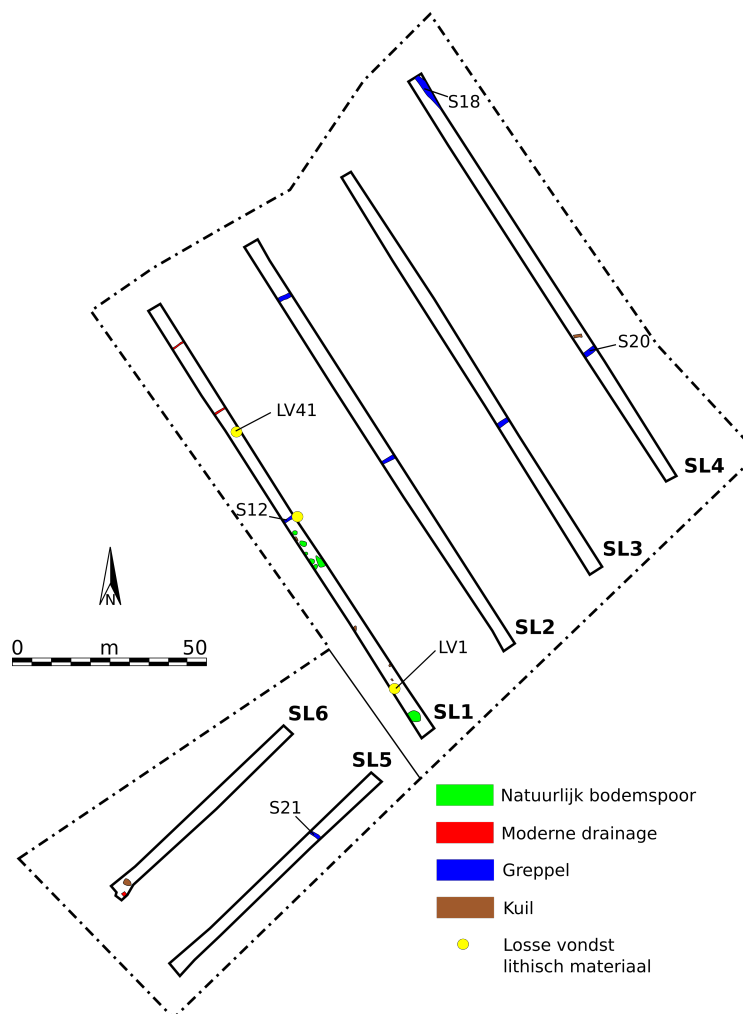 S18
S20
SL4
LV41
S12
SL3
N
SL2
0 m 50
LV1
SL1
SL6
SL5
S21
Natuurlijk bodemspoor
Moderne drainage
Greppel
Kuil
Losse vondst
lithisch materiaal